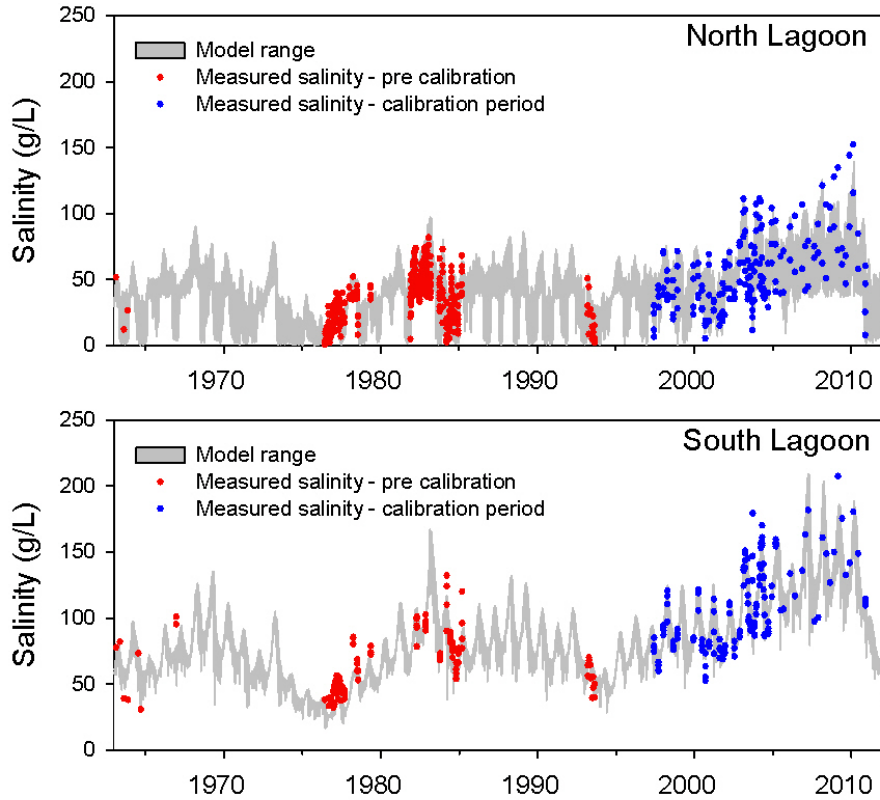 250
North Lagoon
Model range
200
Measured salinity - pre calibration
Measured salinity - calibration period
150
Salinity (g/L)
100
50
0
1970 1980 1990 2000 2010
250
South Lagoon
Model range
200
Measured salinity - pre calibration
Measured salinity - calibration period
150
Salinity (g/L)
100
50
0
1970 1980 1990 2000 2010